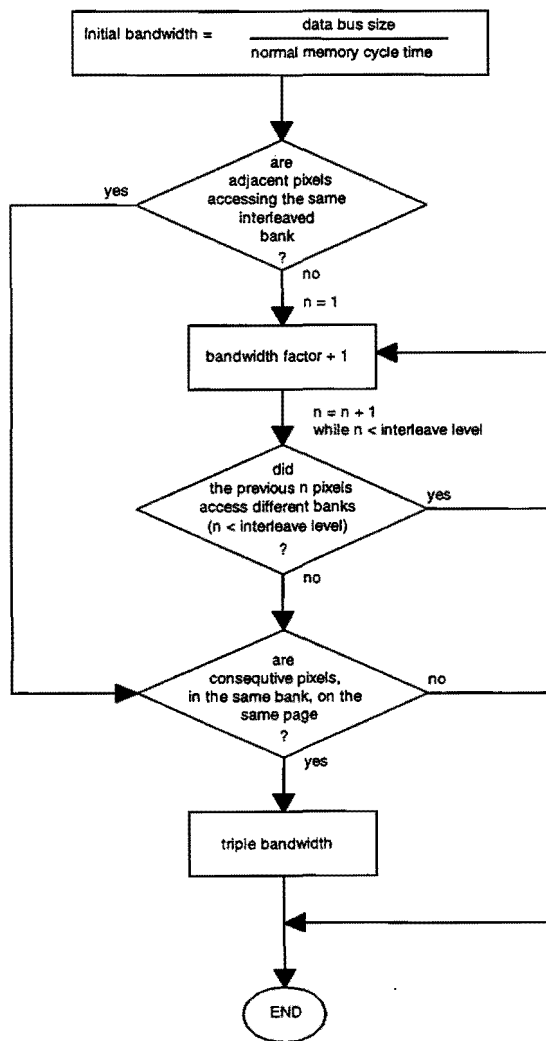 Initial bandwidth = data bus size
normal memory cycle time
are
adjacent pixels
accessing the same
interleaved
bank
?
yes
no
n = 1
bandwidth factor + 1
n = n + 1
while n < interleave level
did
the previous n pixels
access different banks
(n < interleave level)
?
yes
no
are
consequtive pixels,
in the same bank, on the
same page
?
no
yes
triple bandwidth
END